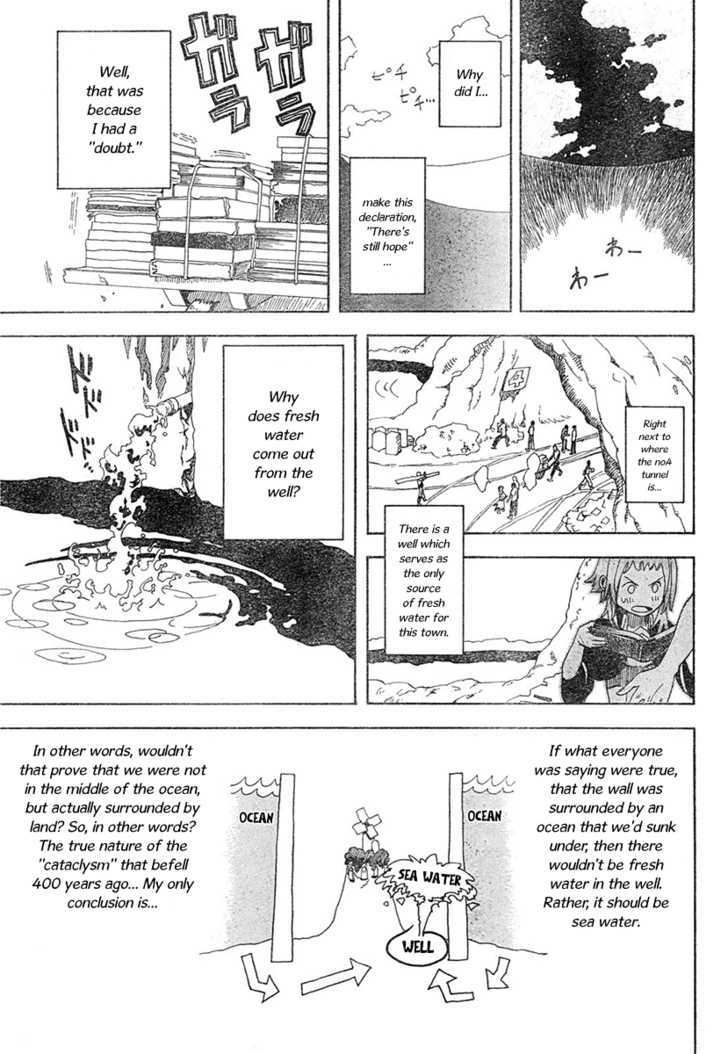 わー
わー
Why
did I...
ピチ
ピチ...
make this
declaration,
"There's
still hope"
...
ガラ
ガラ
Well,
that was
because
I had a
"doubt."
4
Right
next to
where
the no4
tunnel
is...
There is a
well which
serves as
the only
source
of fresh
water for
this town.
Why
does fresh
water
come out
from the
well?
ドドド
If what everyone
was saying were true,
that the wall was
surrounded by an
ocean that we'd sunk
under, then there
wouldn't be fresh
water in the well.
Rather, it should be
sea water.
OCEAN
OCEAN
SEA WATER
WELL
In other words, wouldn't
that prove that we were not
in the middle of the ocean,
but actually surrounded by
land? So, in other words?
The true nature of the
"cataclysm" that befell
400 years ago... My only
conclusion is...